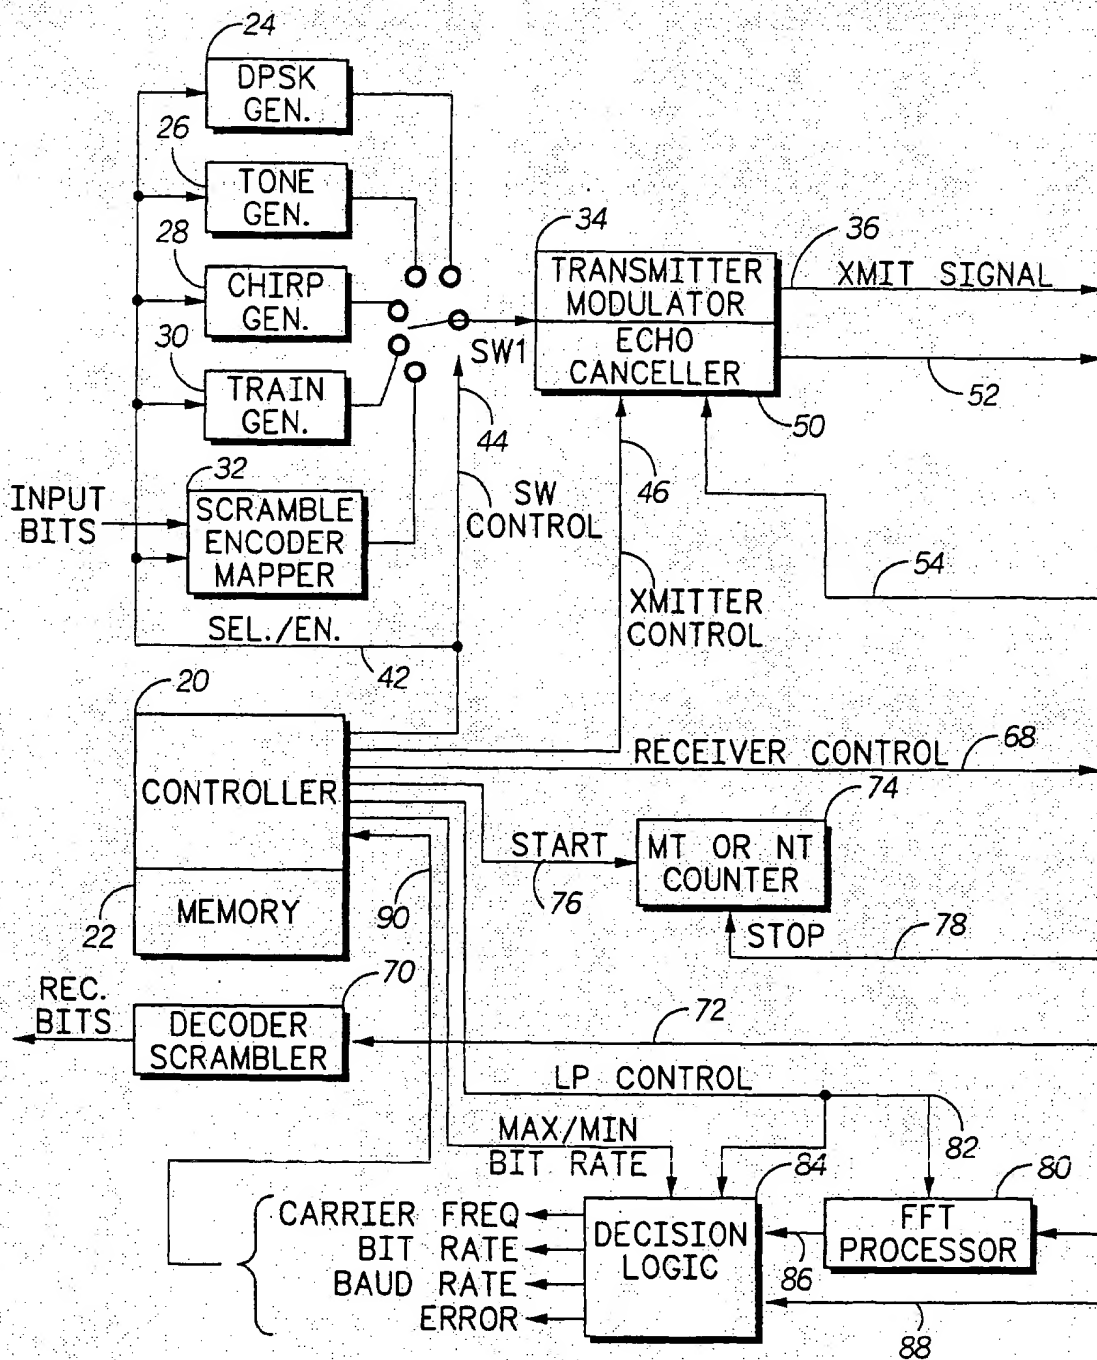 24
DPSK
GEN.
26
TONE
GEN.
28
CHIRP
GEN.
30
TRAIN
GEN.
32
INPUT
BITS
SCRAMBLE
ENCODER
MAPPER
SEL./EN.
42
SW1
44
SW
CONTROL
34
TRANSMITTER
MODULATOR
ECHO
CANCELLER
50
36
XMIT SIGNAL
52
46
54
XMITTER
CONTROL
20
CONTROLLER
22
MEMORY
90
RECEIVER CONTROL
68
74
START
76
MT OR NT
COUNTER
STOP
78
REC.
BITS
70
DECODER
SCRAMBLER
72
LP CONTROL
82
MAX/MIN
BIT RATE
84
80
CARRIER FREQ
BIT RATE
BAUD RATE
ERROR
DECISION
LOGIC
86
FFT
PROCESSOR
88